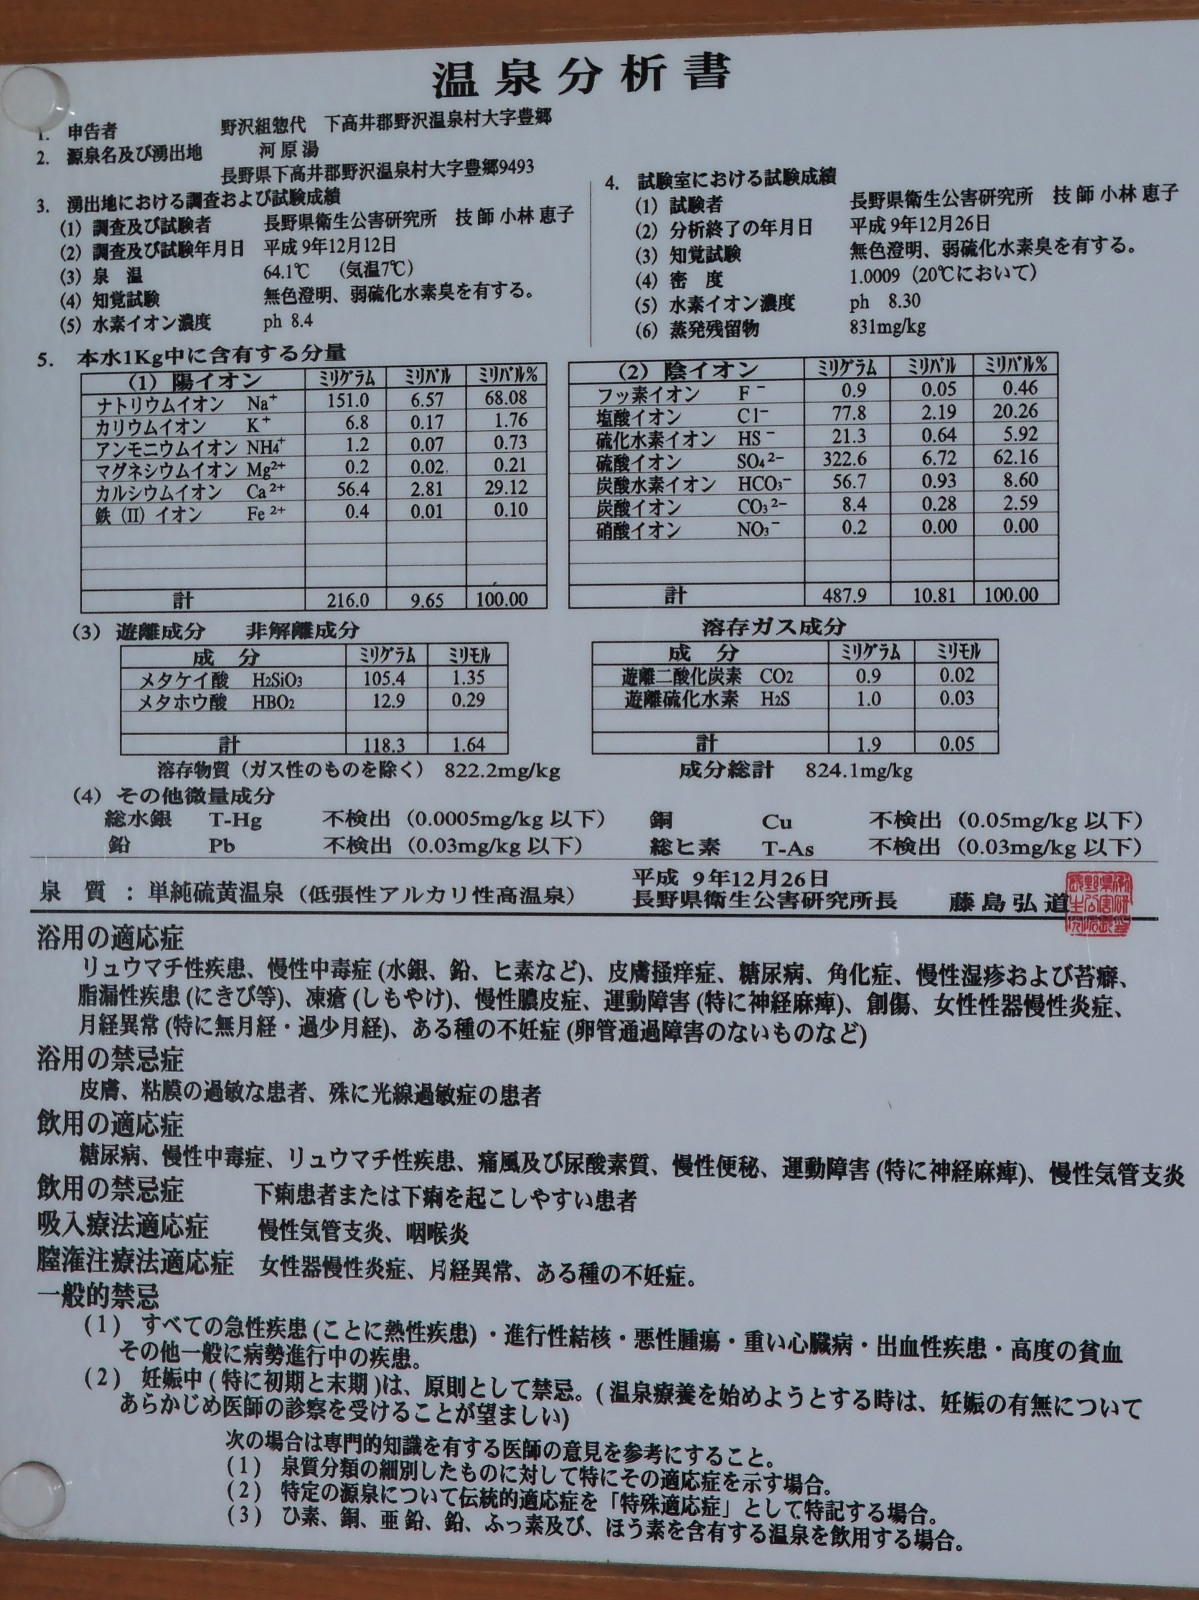 温泉分析書
1. 申告者 野沢組惣代 下高井郡野沢温泉村大字豊郷
2. 源泉名及び湧出地 河原湯
長野県下高井郡野沢温泉村大字豊郷9493
3. 湧出地における調査および試験成績
(1) 調査及び試験者 長野県衛生公害研究所 技師 小林 恵子
(2) 調査及び試験年月日 平成 9年12月12日
(3) 泉 温 64.1℃ (気温7℃)
(4) 知覚試験 無色澄明、弱硫化水素臭を有する。
(5) 水素イオン濃度 ph 8.4
4. 試験室における試験成績
(1) 試験者 長野県衛生公害研究所 技師 小林 恵子
(2) 分析終了の年月日 平成 9年12月26日
(3) 知覚試験 無色澄明、弱硫化水素臭を有する。
(4) 密 度 1.0009 (20℃において)
(5) 水素イオン濃度 ph 8.30
(6) 蒸発残留物 831mg/kg
5. 本水1Kg中に含有する分量
(1) 陽イオン ミリグラム ミリバル ミリバル%
ナトリウムイオン Na⁺ 151.0 6.57 68.08
カリウムイオン K⁺ 6.8 0.17 1.76
アンモニウムイオン NH₄⁺ 1.2 0.07 0.73
マグネシウムイオン Mg²⁺ 0.2 0.02 0.21
カルシウムイオン Ca²⁺ 56.4 2.81 29.12
鉄 (II) イオン Fe²⁺ 0.4 0.01 0.10
計 216.0 9.65 100.00
(2) 陰イオン ミリグラム ミリバル ミリバル%
フッ素イオン F⁻ 0.9 0.05 0.46
塩酸イオン Cl⁻ 77.8 2.19 20.26
硫化水素イオン HS⁻ 21.3 0.64 5.92
硫酸イオン SO₄²⁻ 322.6 6.72 62.16
炭酸水素イオン HCO₃⁻ 56.7 0.93 8.60
炭酸イオン CO₃²⁻ 8.4 0.28 2.59
硝酸イオン NO₃⁻ 0.2 0.00 0.00
計 487.9 10.81 100.00
(3) 遊離成分 非解離成分
成 分 ミリグラム ミリモル
メタケイ酸 H₂SiO₃ 105.4 1.35
メタホウ酸 HBO₂ 12.9 0.29
計 118.3 1.64
溶存ガス成分
成 分 ミリグラム ミリモル
遊離二酸化炭素 CO₂ 0.9 0.02
遊離硫化水素 H₂S 1.0 0.03
計 1.9 0.05
溶存物質 (ガス性のものを除く) 822.2mg/kg 成分総計 824.1mg/kg
(4) その他微量成分
総水銀 T-Hg 不検出 (0.0005mg/kg 以下) 銅 Cu 不検出 (0.05mg/kg 以下)
鉛 Pb 不検出 (0.03mg/kg 以下) 総ヒ素 T-As 不検出 (0.03mg/kg 以下)
泉 質 : 単純硫黄温泉 (低張性アルカリ性高温泉)
平成 9年12月26日
長野県衛生公害研究所長 藤島弘道
浴用の適応症
リュウマチ性疾患、慢性中毒症 (水銀、鉛、ヒ素など)、皮膚掻痒症、糖尿病、角化症、慢性湿疹および苔癬、
脂漏性疾患 (にきび等)、凍瘡 (しもやけ)、慢性膿皮症、運動障害 (特に神経麻痺)、創傷、女性性器慢性炎症、
月経異常 (特に無月経・過少月経)、ある種の不妊症 (卵管通過障害のないものなど)
浴用の禁忌症
皮膚、粘膜の過敏な患者、殊に光線過敏症の患者
飲用の適応症
糖尿病、慢性中毒症、リュウマチ性疾患、痛風及び尿酸素質、慢性便秘、運動障害 (特に神経麻痺)、慢性気管支炎
飲用の禁忌症 下痢患者または下痢を起こしやすい患者
吸入療法適応症 慢性気管支炎、咽喉炎
膣潅注療法適応症 女性器慢性炎症、月経異常、ある種の不妊症。
一般的禁忌
(1) すべての急性疾患 (ことに熱性疾患) ・進行性結核・悪性腫瘍・重い心臓病・出血性疾患・高度の貧血
その他一般に病勢進行中の疾患。
(2) 妊娠中 (特に初期と末期) は、原則として禁忌。(温泉療養を始めようとする時は、妊娠の有無について
あらかじめ医師の診察を受けることが望ましい)
次の場合は専門的知識を有する医師の意見を参考にすること。
(1) 泉質分類の細別したものに対して特にその適応症を示す場合。
(2) 特定の源泉について伝統的適応症を「特殊適応症」として特記する場合。
(3) ひ素、銅、亜鉛、鉛、ふっ素及び、ほう素を含有する温泉を飲用する場合。